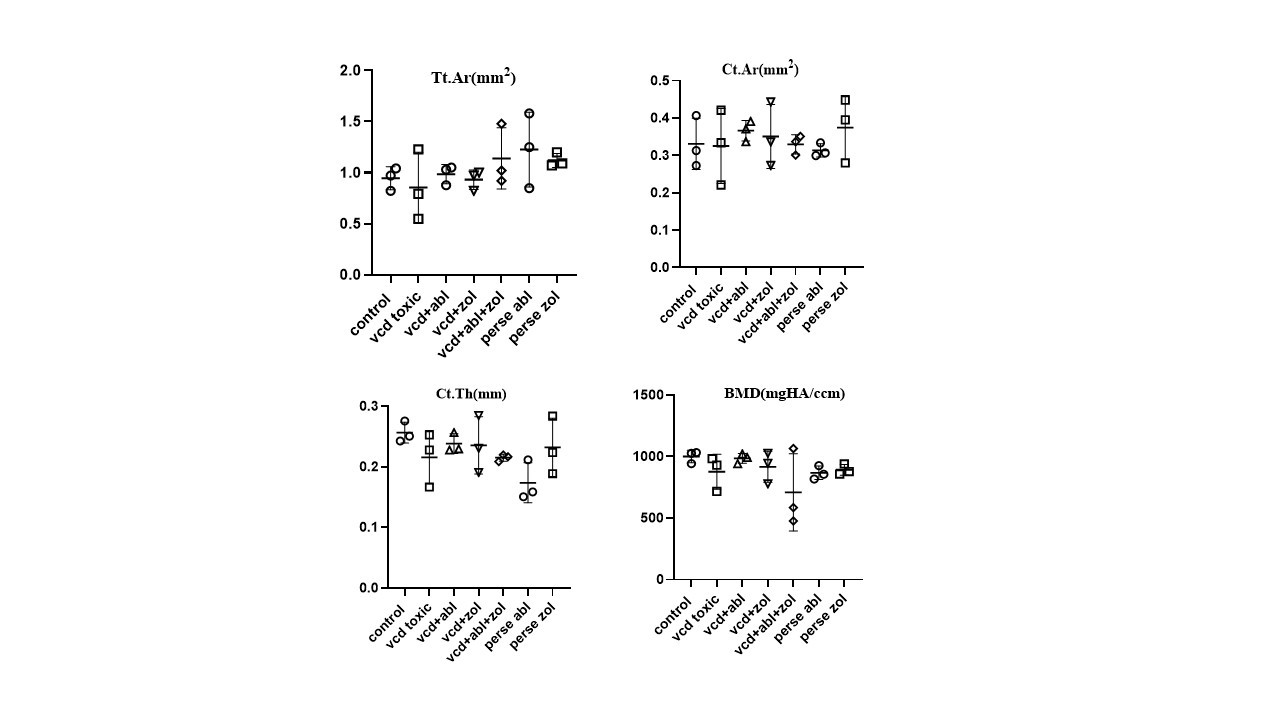 Tt.Ar(mm²)
2.0
1.5
1.0
0.5
0.0
control
vcd toxic
vcd+abl
vcd+zol
vcd+abl+zol
perse abl
perse zol
Ct.Ar(mm²)
0.5
0.4
0.3
0.2
0.1
0.0
control
vcd toxic
vcd+abl
vcd+zol
vcd+abl+zol
perse abl
perse zol
Ct.Th(mm)
0.3
0.2
0.1
0.0
control
vcd toxic
vcd+abl
vcd+zol
vcd+abl+zol
perse abl
perse zol
BMD(mgHA/ccm)
1500
1000
500
0
control
vcd toxic
vcd+abl
vcd+zol
vcd+abl+zol
perse abl
perse zol